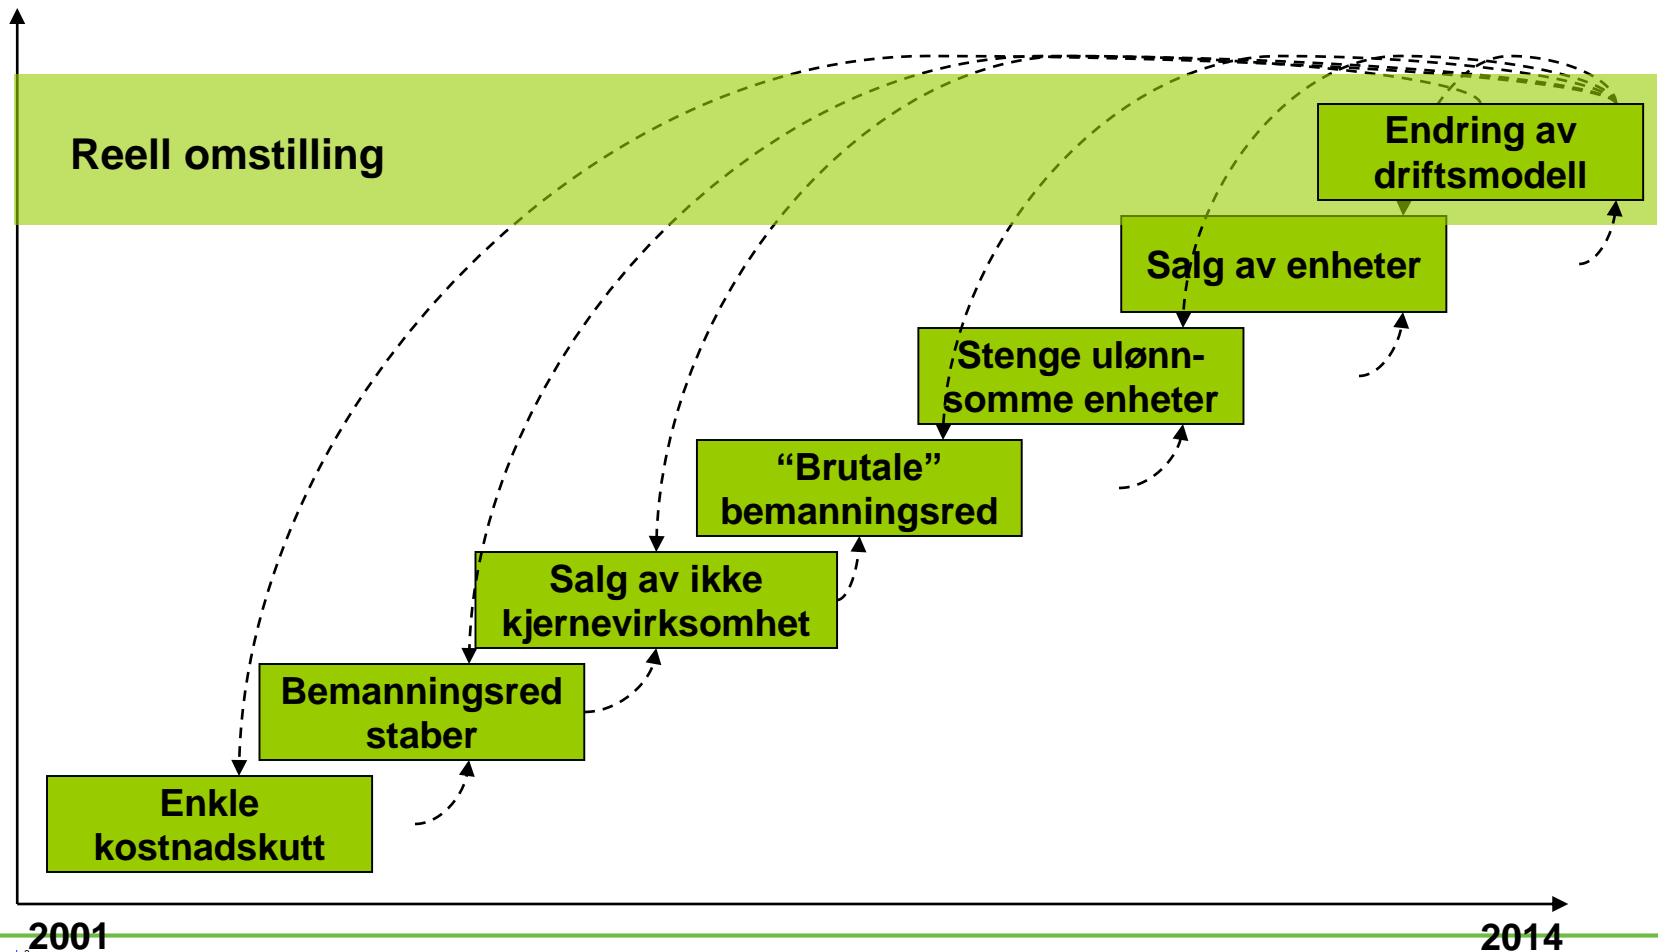 Reell omstilling
Endring av
driftsmodell
Salg av enheter
Stenge ulønn-
somme enheter
“Brutale”
bemanningsred
Salg av ikke
kjernevirksomhet
Bemanningsred
staber
Enkle
kostnadskutt
2001
2014